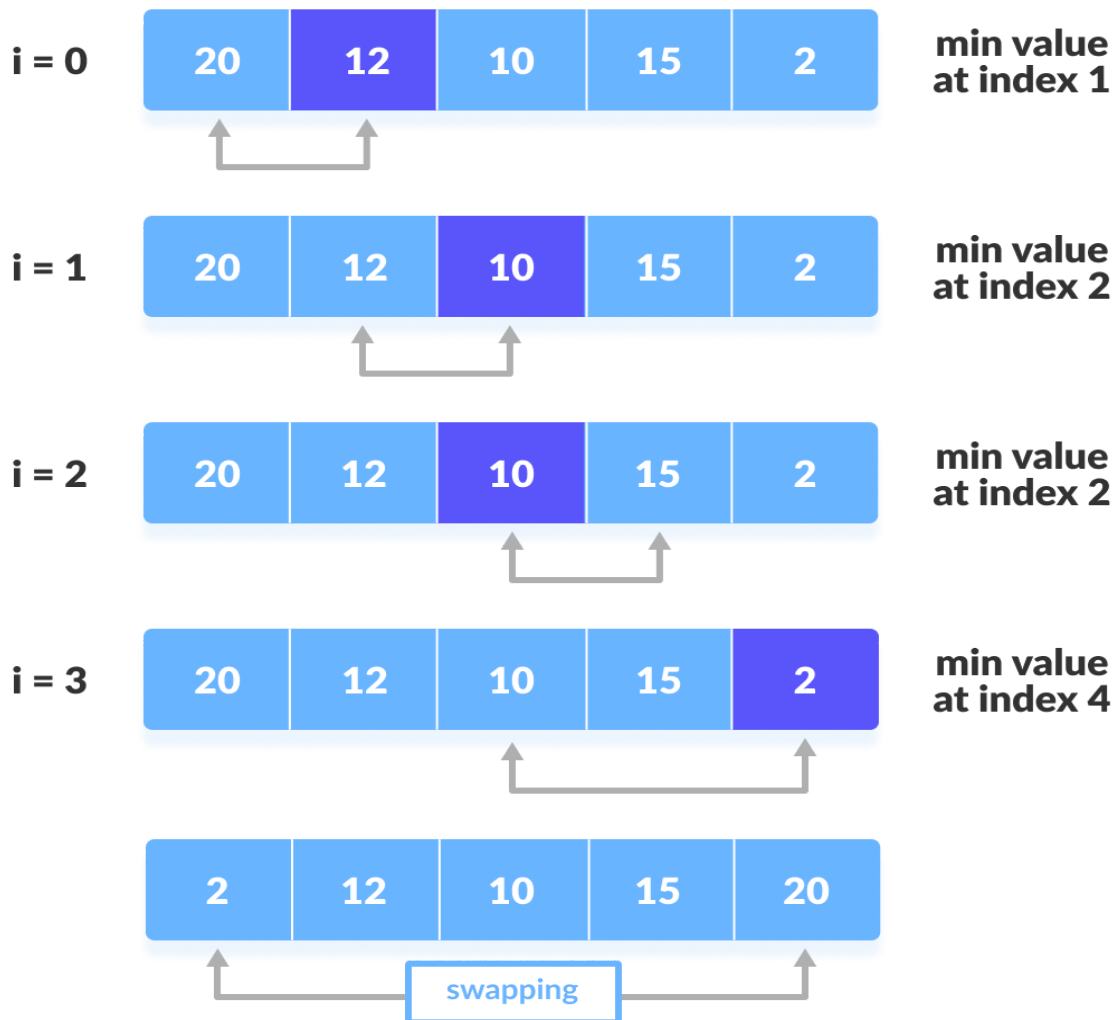 i = 0 20 12 10 15 2 min value
at index 1
i = 1 20 12 10 15 2 min value
at index 2
i = 2 20 12 10 15 2 min value
at index 2
i = 3 20 12 10 15 2 min value
at index 4
2 12 10 15 20
swapping